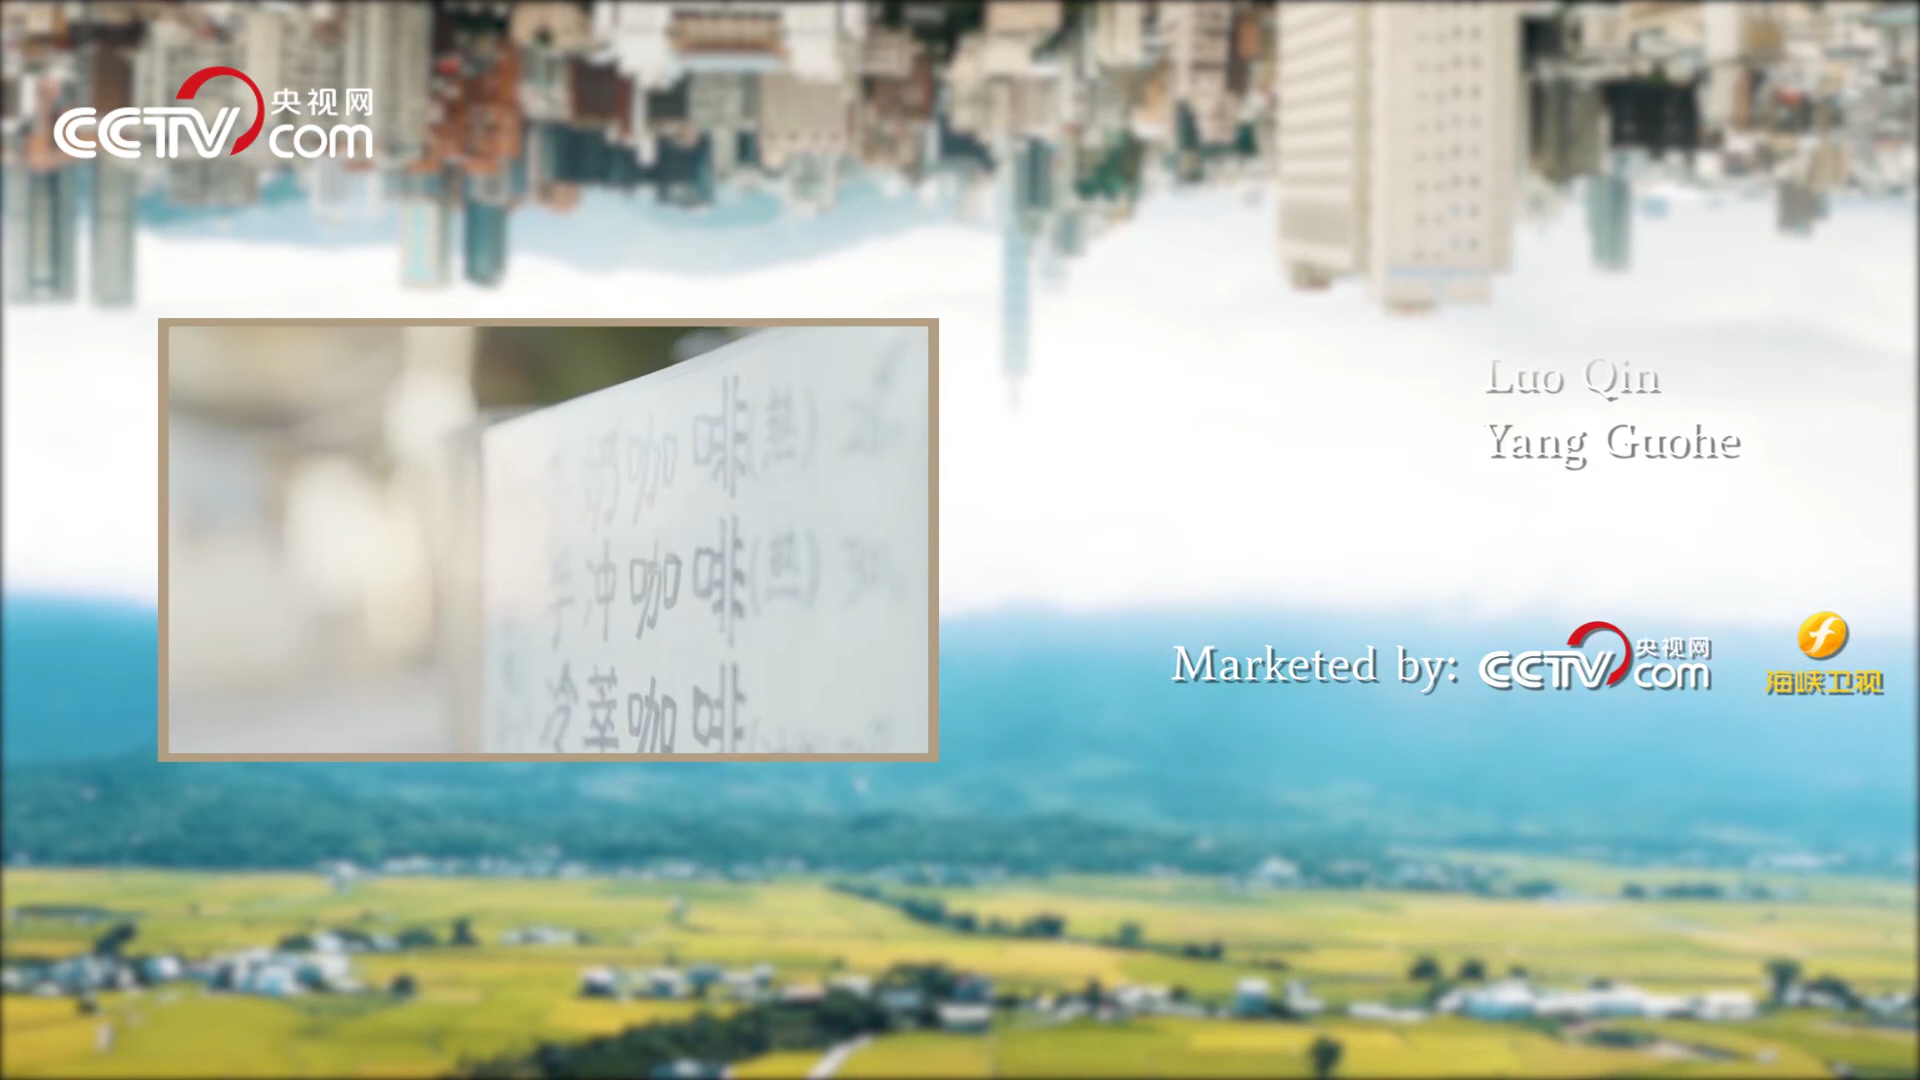 央视网
CCTV com
奶咖啡(热)
手冲咖啡(热) 30
冷萃咖啡
Luo Qin
Yang Guohe
Marketed by: CCTV com 央视网 海峡卫视